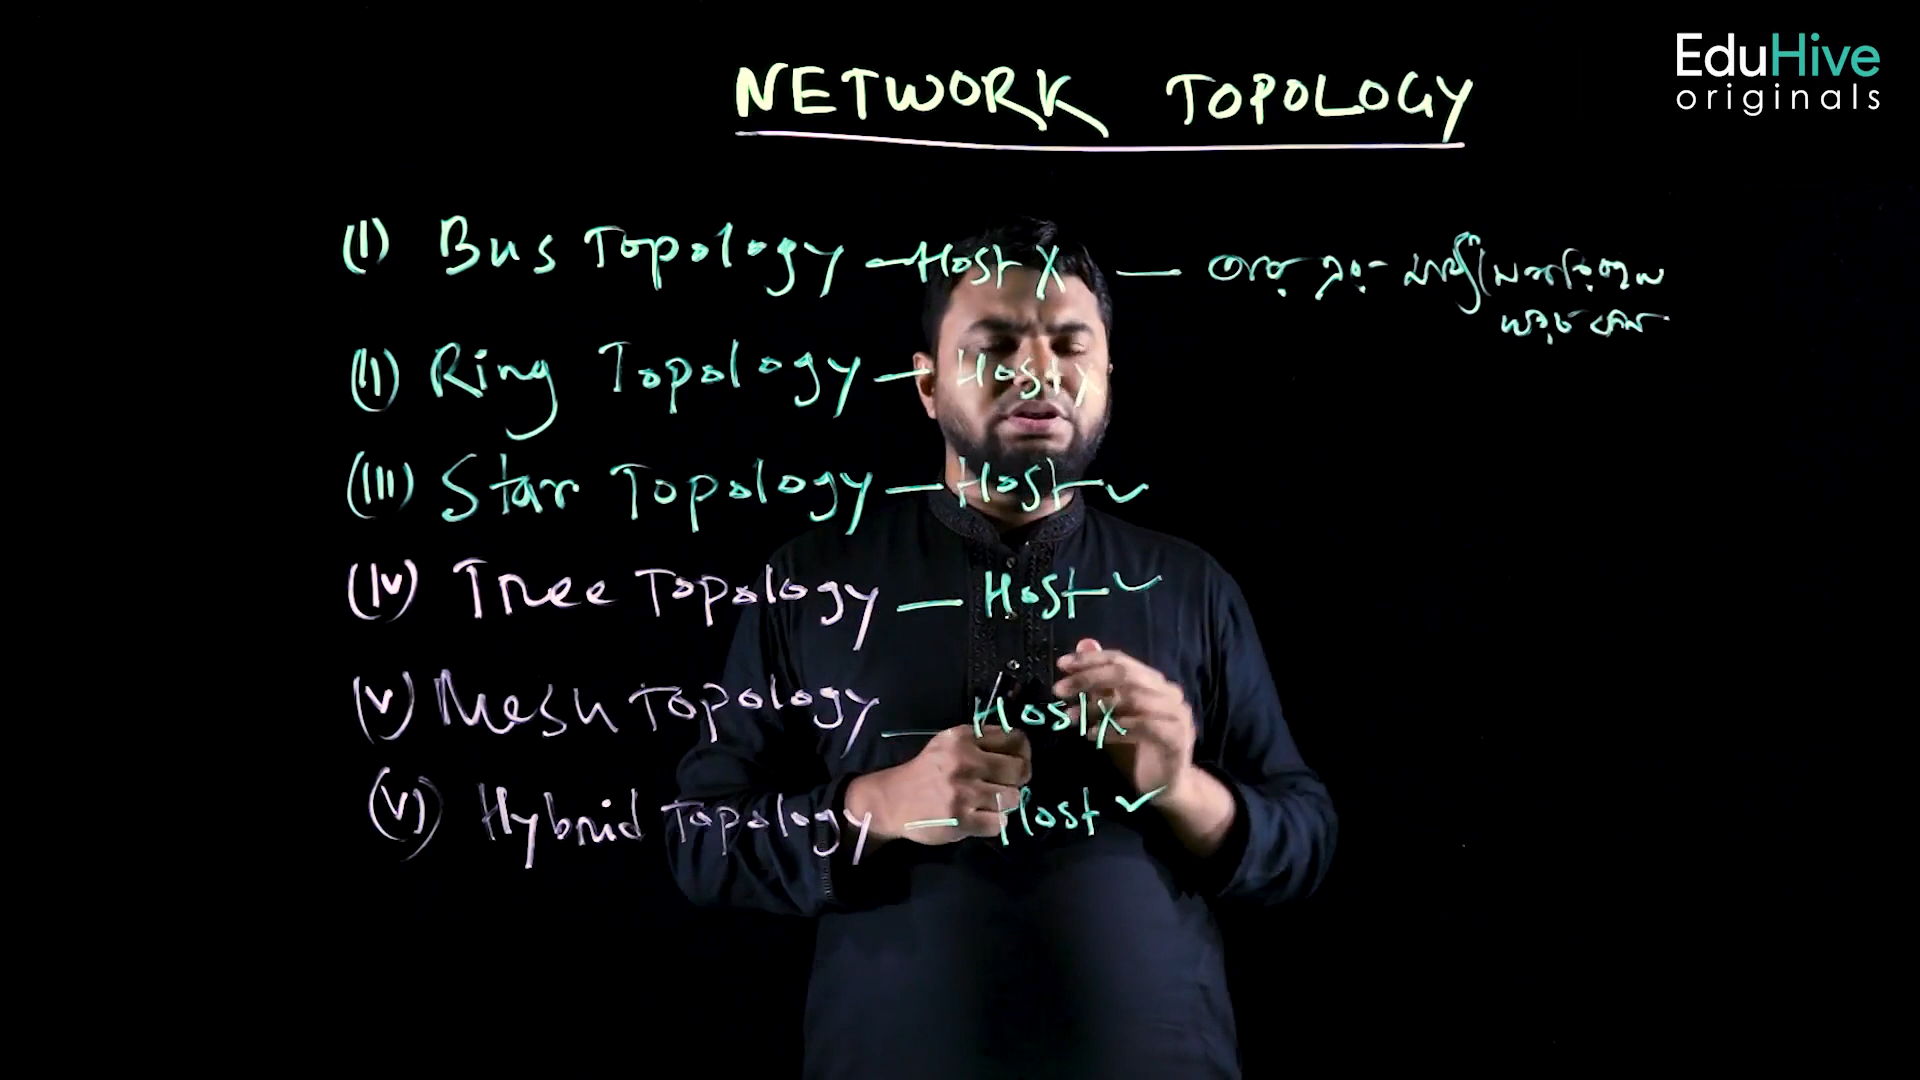 EduHive
originals
NETWORK TOPOLOGY
(I) Bus Topology - Host X —
(II) Ring Topology - Host X
(III) Star Topology - Host ✓
(IV) Tree Topology - Host ✓
(V) Mesh Topology - Host X
(V) Hybrid Topology - Host ✓